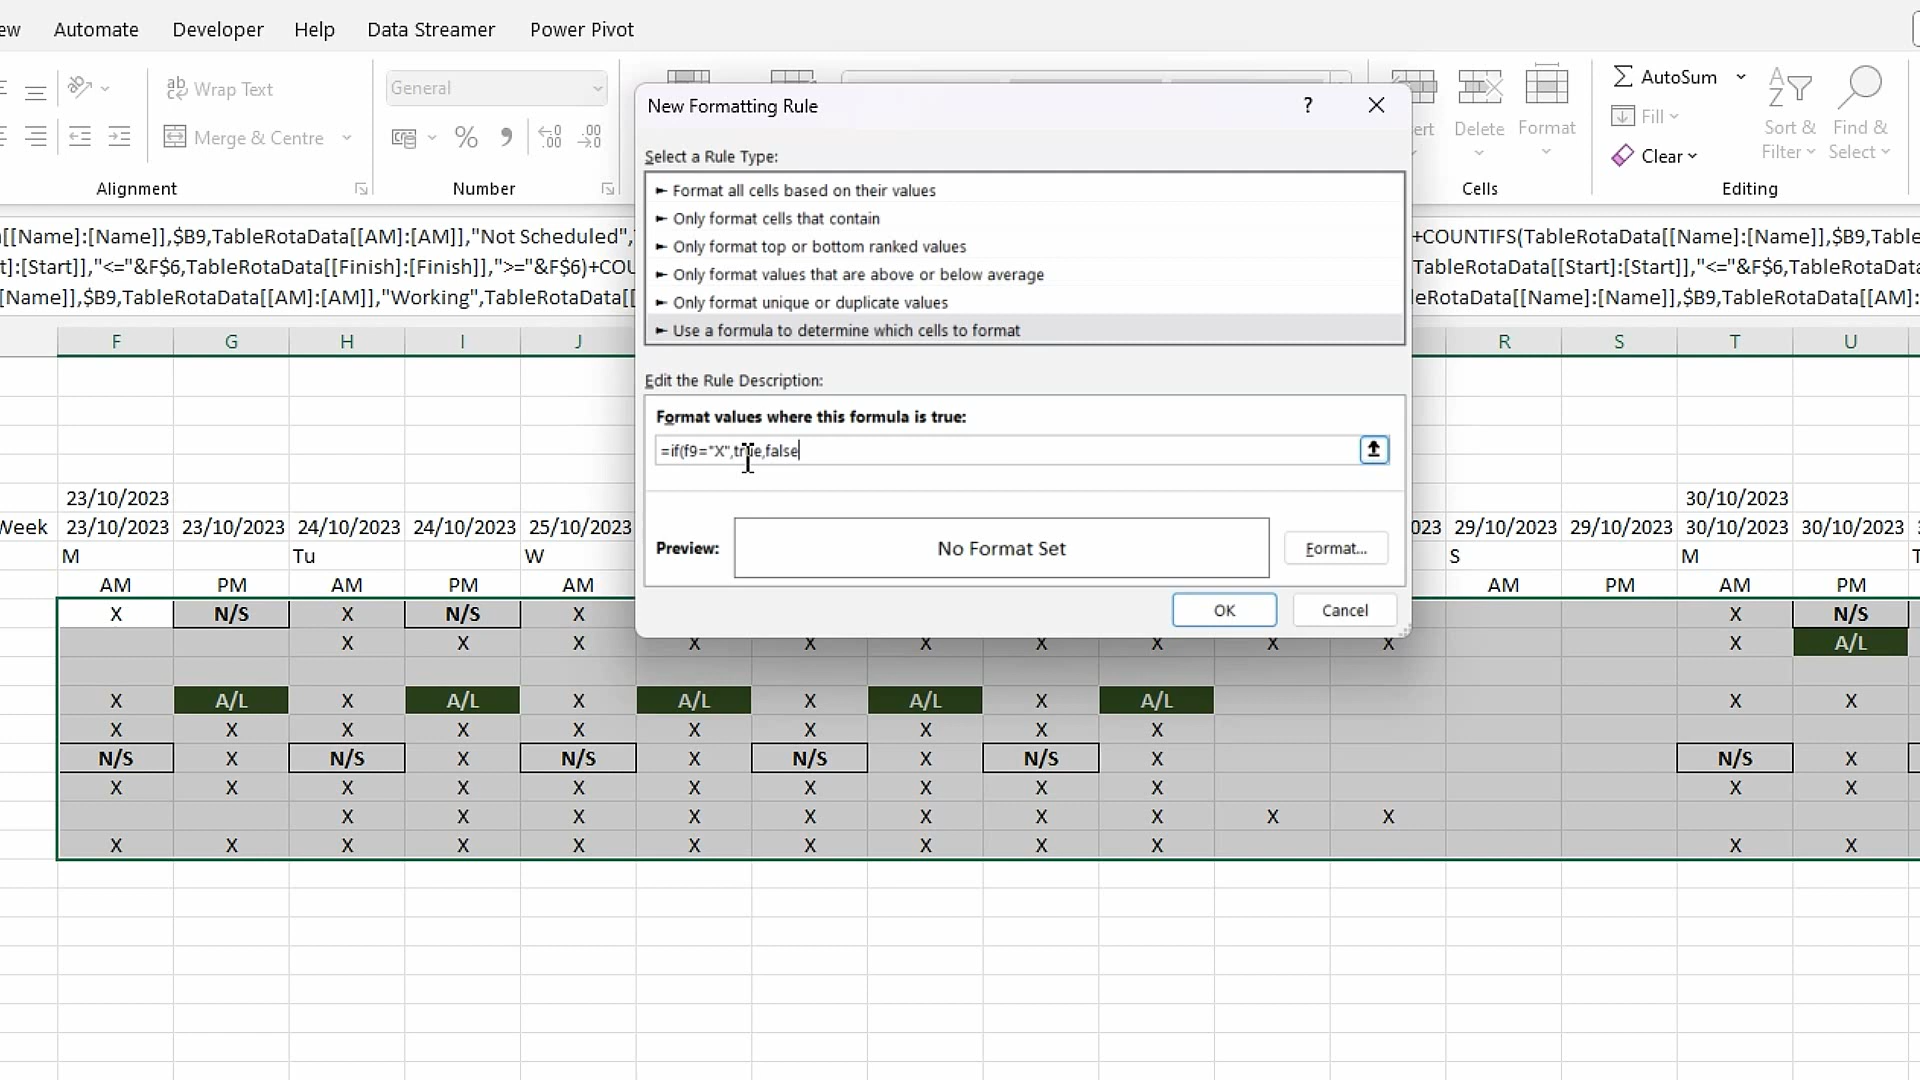 ew Automate Developer Help Data Streamer Power Pivot
Wrap Text
Merge & Centre
Alignment
General
% , .00
Number
New Formatting Rule ? ×
Select a Rule Type:
► Format all cells based on their values
► Only format cells that contain
► Only format top or bottom ranked values
► Only format values that are above or below average
► Only format unique or duplicate values
► Use a formula to determine which cells to format
Edit the Rule Description:
Format values where this formula is true:
=if(f9="X",true,false
Preview: No Format Set Format...
OK Cancel
ert Delete Format
Cells
∑ AutoSum
Fill
Clear
Sort & Filter
Find & Select
Editing
a[[Name]:[Name]],$B9,TableRotaData[[AM]:[AM]],"Not Scheduled", +COUNTIFS(TableRotaData[[Name]:[Name]],$B9,Table
t]:[Start]],"<="&F$6,TableRotaData[[Finish]:[Finish]],">="&F$6)+COU TableRotaData[[Start]:[Start]],"<="&F$6,TableRotaData
[Name]],$B9,TableRotaData[[AM]:[AM]],"Working",TableRotaData[[ leRotaData[[Name]:[Name]],$B9,TableRotaData[[AM]:
F G H I J R S T U
23/10/2023 30/10/2023
Week 23/10/2023 23/10/2023 24/10/2023 24/10/2023 25/10/2023 023 29/10/2023 29/10/2023 30/10/2023 30/10/2023
M Tu W S M T
AM PM AM PM AM AM PM AM PM
X N/S X N/S X X N/S
X X X X X X X X X X X A/L
X A/L X A/L X A/L X A/L X A/L X X
X X X X X X X X X X
N/S X N/S X N/S X N/S X N/S X N/S X
X X X X X X X X X X X X
X X X X X X X X X X
X X X X X X X X X X X X